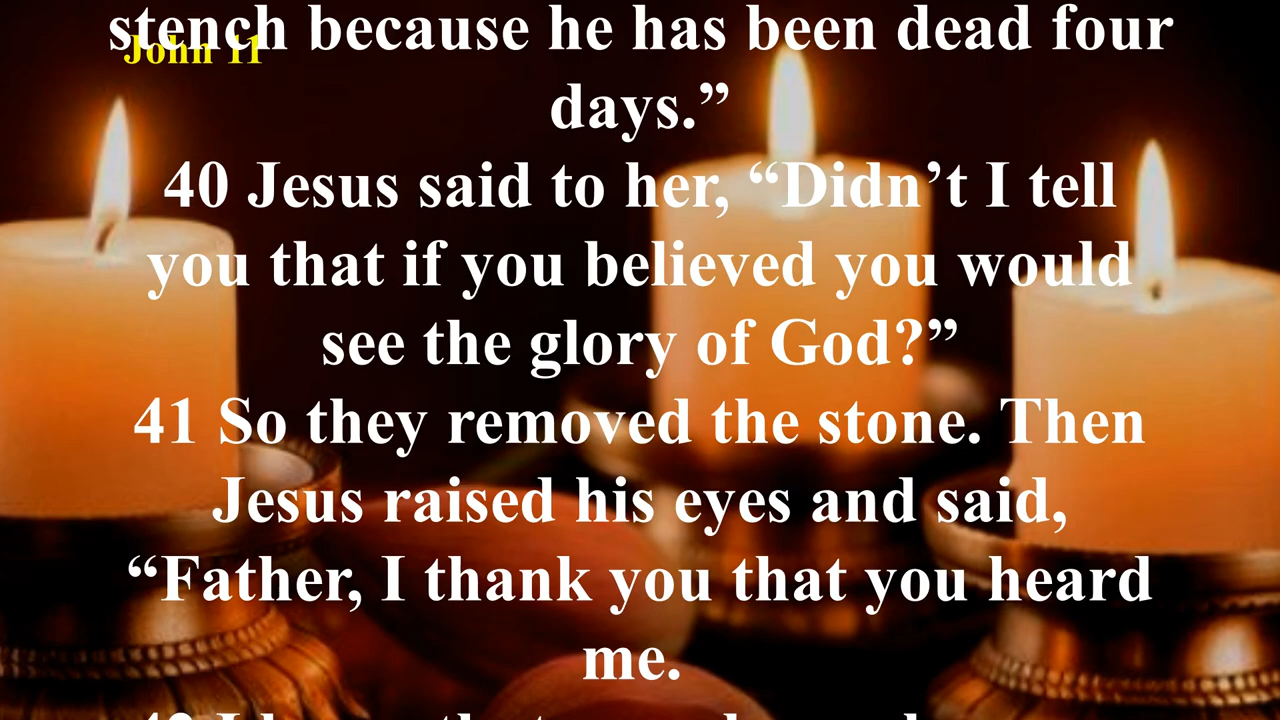 stench because he has been dead four
John 11
days.”
40 Jesus said to her, “Didn’t I tell
you that if you believed you would
see the glory of God?”
41 So they removed the stone. Then
Jesus raised his eyes and said,
“Father, I thank you that you heard
me.